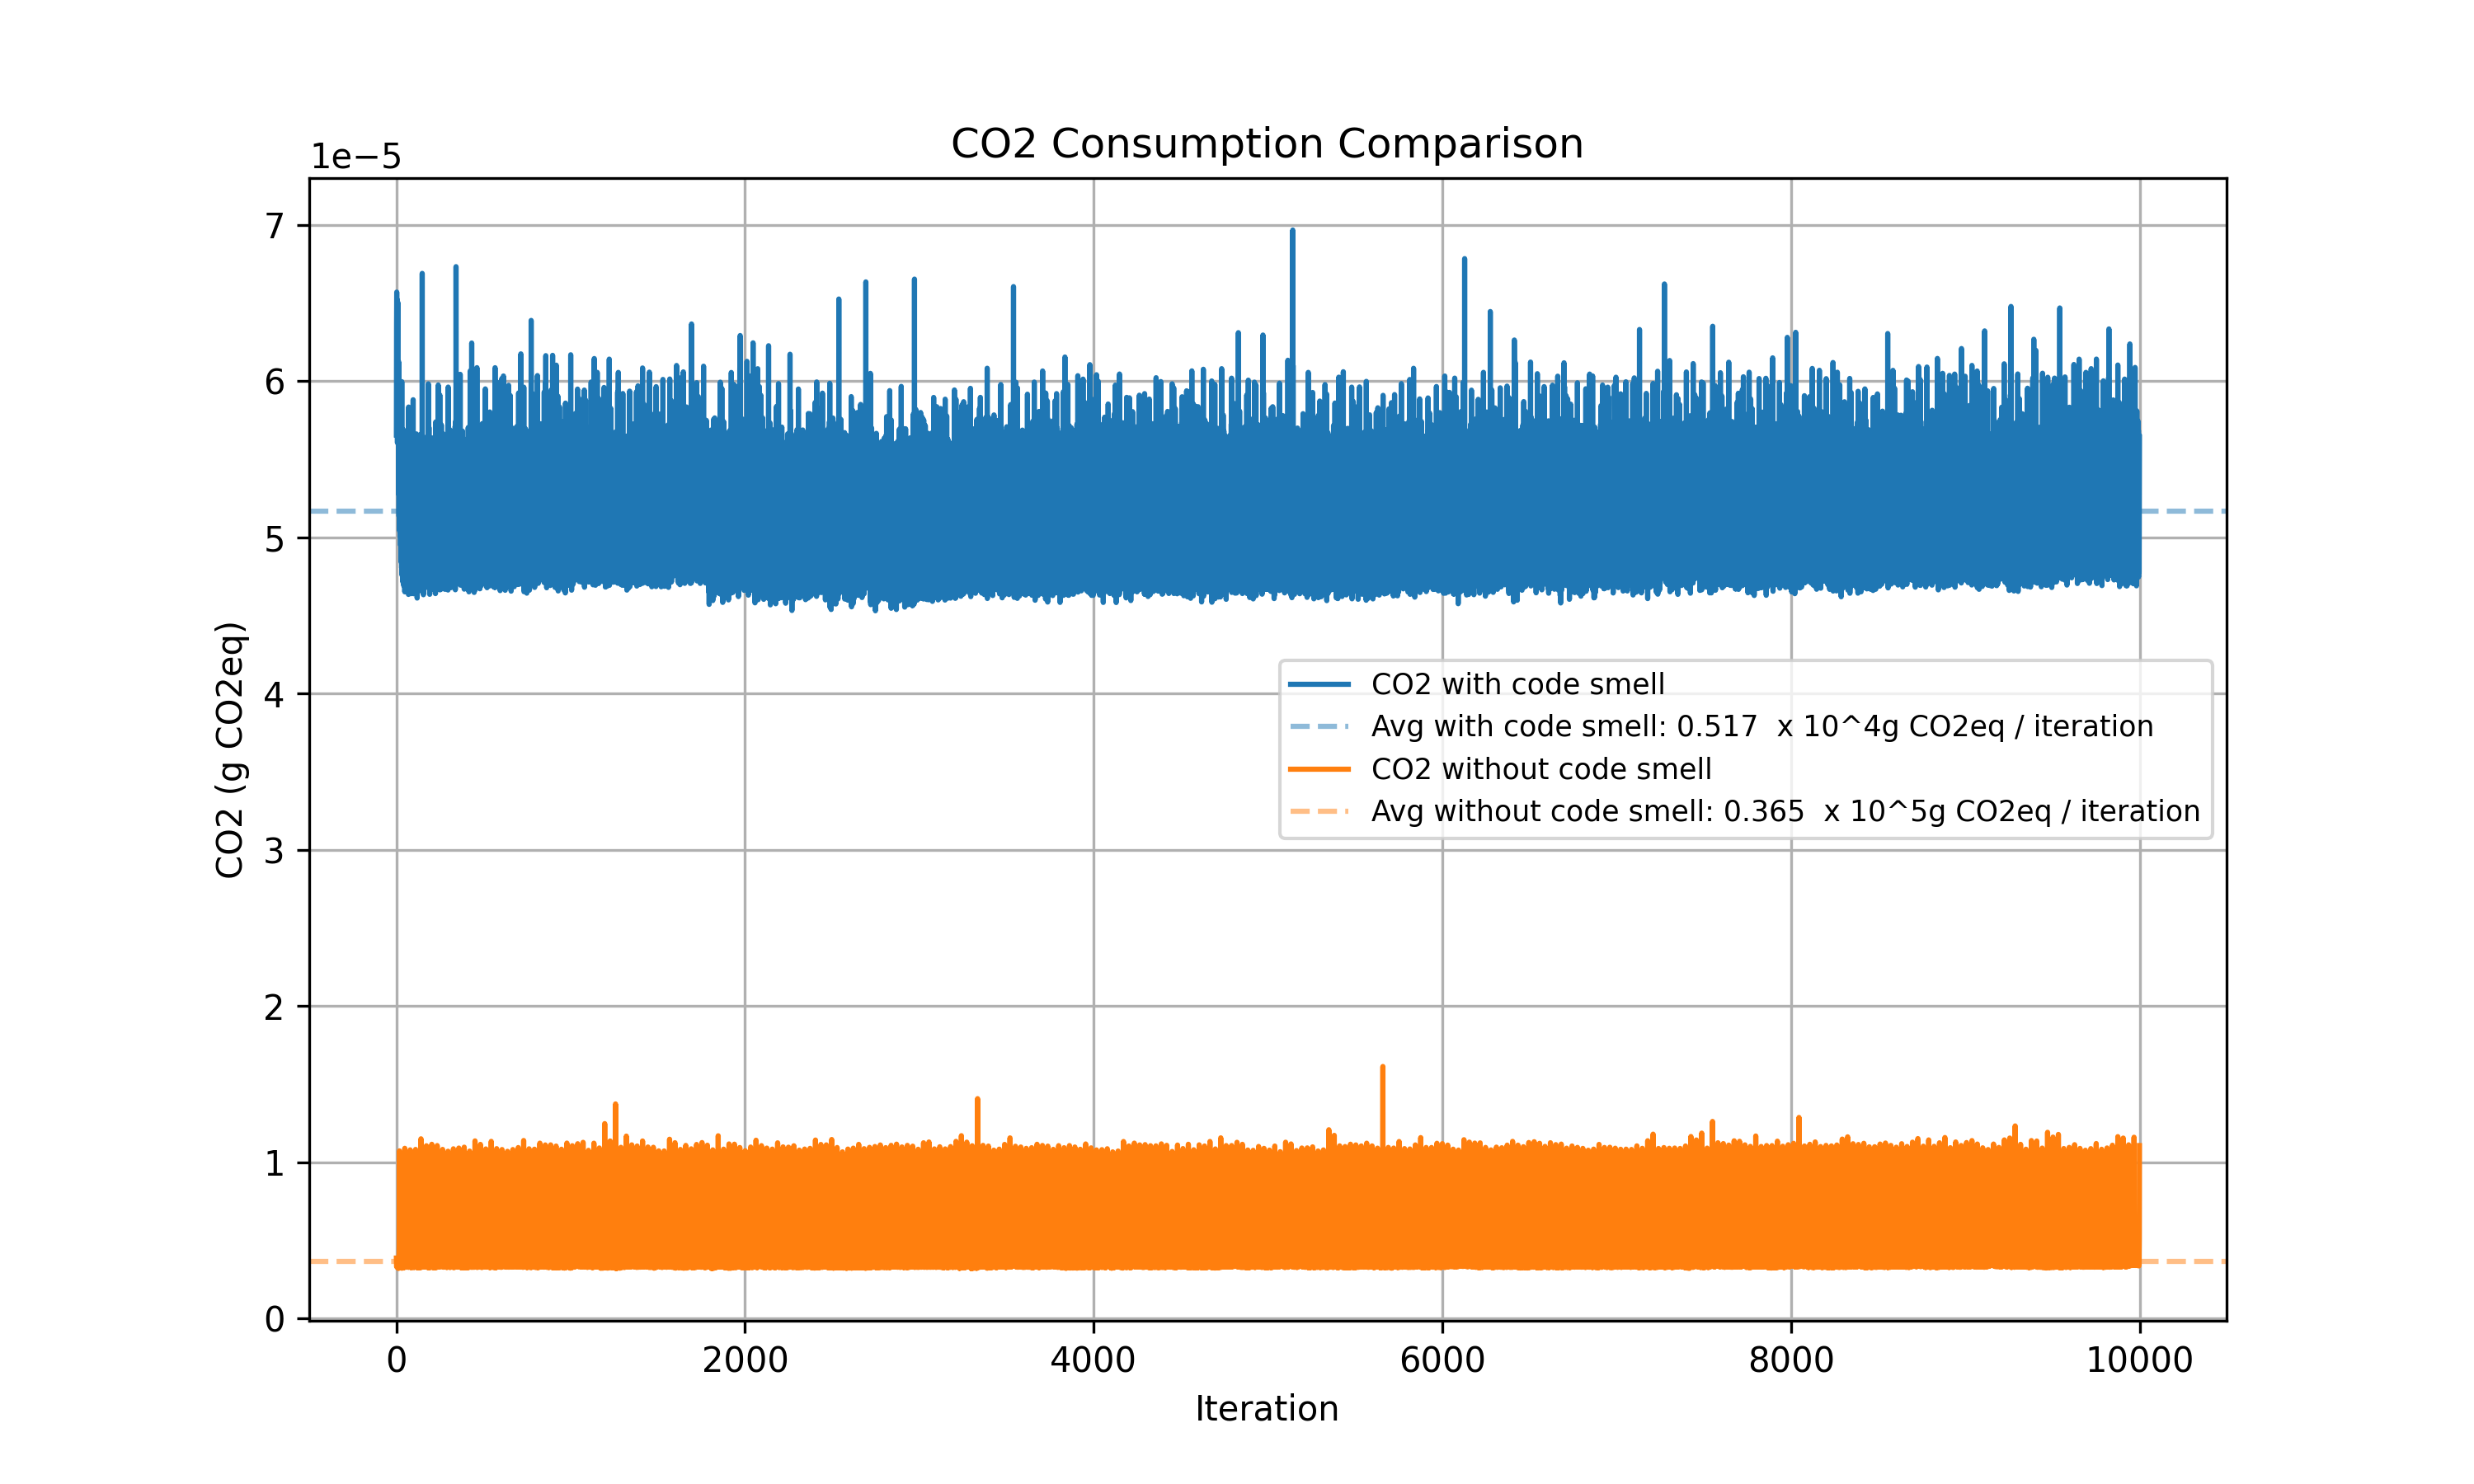 CO2 Consumption Comparison
1e−5
7
6
5
4
3
2
1
0
CO2 (g CO2eq)
CO2 with code smell
Avg with code smell: 0.517  x 10^4g CO2eq / iteration
CO2 without code smell
Avg without code smell: 0.365  x 10^5g CO2eq / iteration
0 2000 4000 6000 8000 10000
Iteration